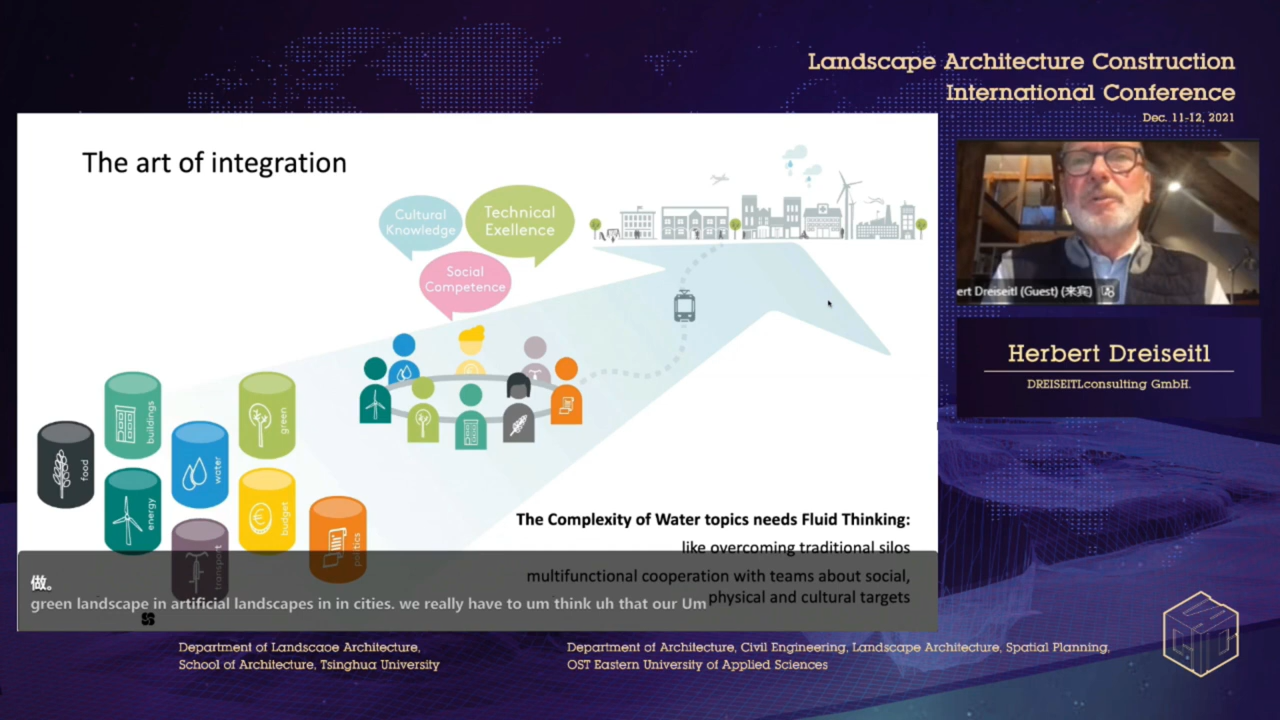 Landscape Architecture Construction
International Conference
Dec. 11-12, 2021
The art of integration
Cultural
Knowledge
Technical
Exellence
Social
Competence
buildings
green
food
water
energy
budget
transport
politics
The Complexity of Water topics needs Fluid Thinking:
like overcoming traditional silos
multifunctional cooperation with teams about social,
physical and cultural targets
做。
green landscape in artificial landscapes in in cities. we really have to um think uh that our Um
ert Dreiseitl (Guest) (来宾)
Herbert Dreiseitl
DREISEITLconsulting GmbH.
Department of Landscaoe Architecture,
School of Architecture, Tsinghua University
Department of Architecture, Civil Engineering, Landscape Architecture, Spatial Planning,
OST Eastern University of Applied Sciences